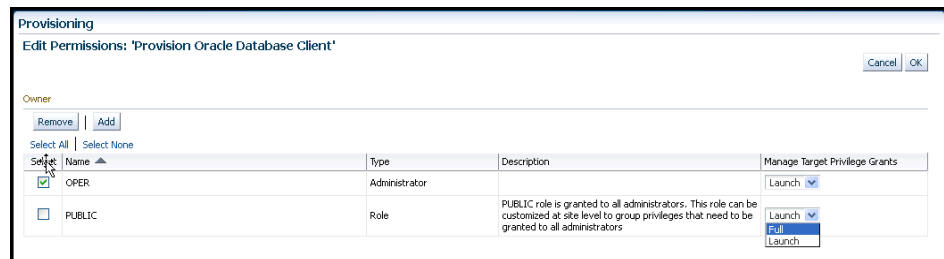 Provisioning
Edit Permissions: 'Provision Oracle Database Client'
Cancel OK
Owner
Remove Add
Select All Select None
Select Name Type Description Manage Target Privilege Grants
OPER Administrator Launch
PUBLIC role is granted to all administrators. This role can be
PUBLIC Role customized at site level to group privileges that need to be Launch
granted to all administrators
Full
Launch